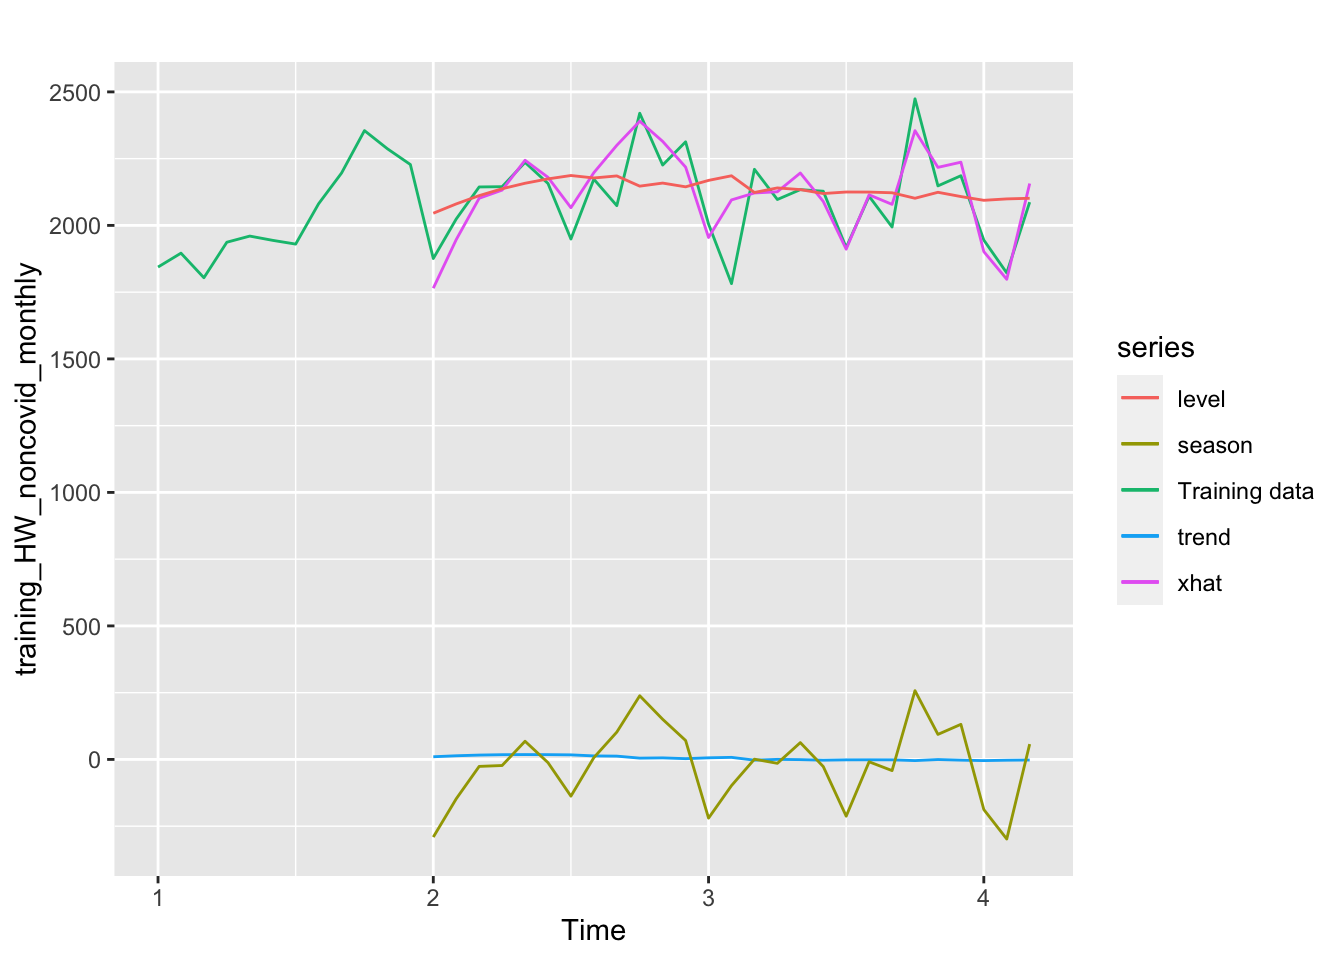 training_HW_noncovid_monthly
2500
2000
1500
1000
500
0
1
2
3
4
Time
series
level
season
Training data
trend
xhat